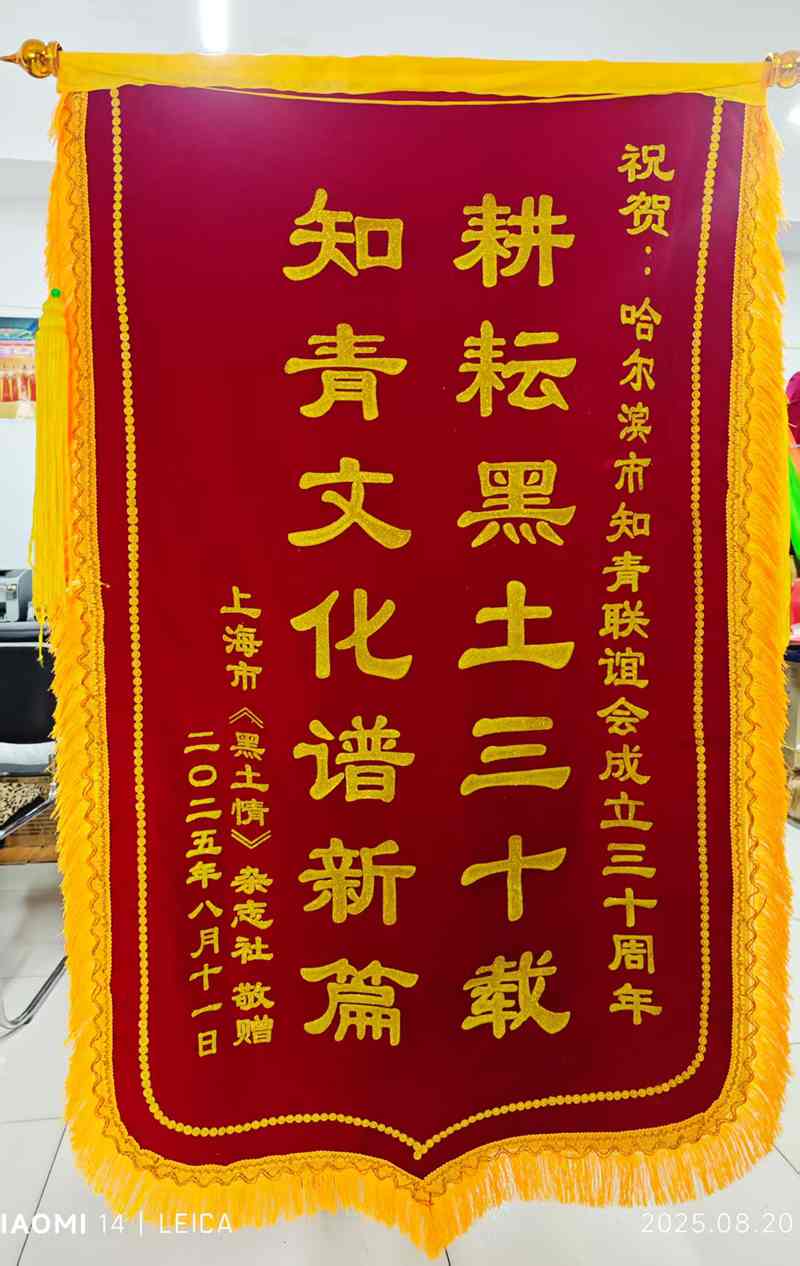 祝贺：哈尔滨市知青联谊会成立三十周年
耕耘黑土三十载
知青文化谱新篇
上海市《黑土情》杂志社 敬赠
二〇二五年八月十一日
XIAOMI 14 | LEICA
2025.08.20